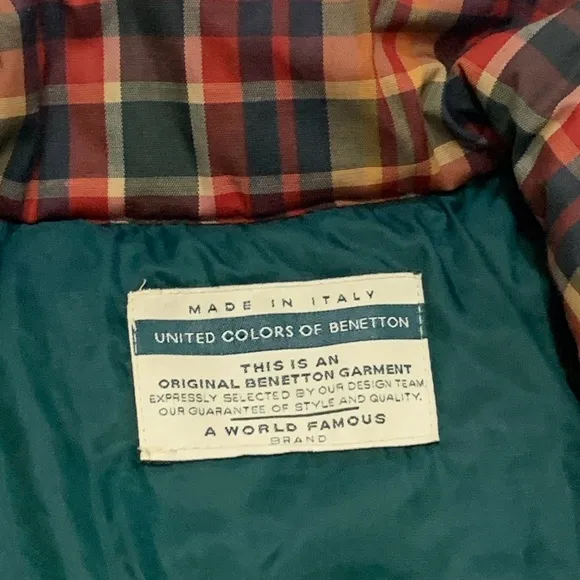 MADE IN ITALY
UNITED COLORS OF BENETTON
THIS IS AN
ORIGINAL BENETTON GARMENT
EXPRESSLY SELECTED BY OUR DESIGN TEAM.
OUR GUARANTEE OF STYLE AND QUALITY.
A WORLD FAMOUS
BRAND